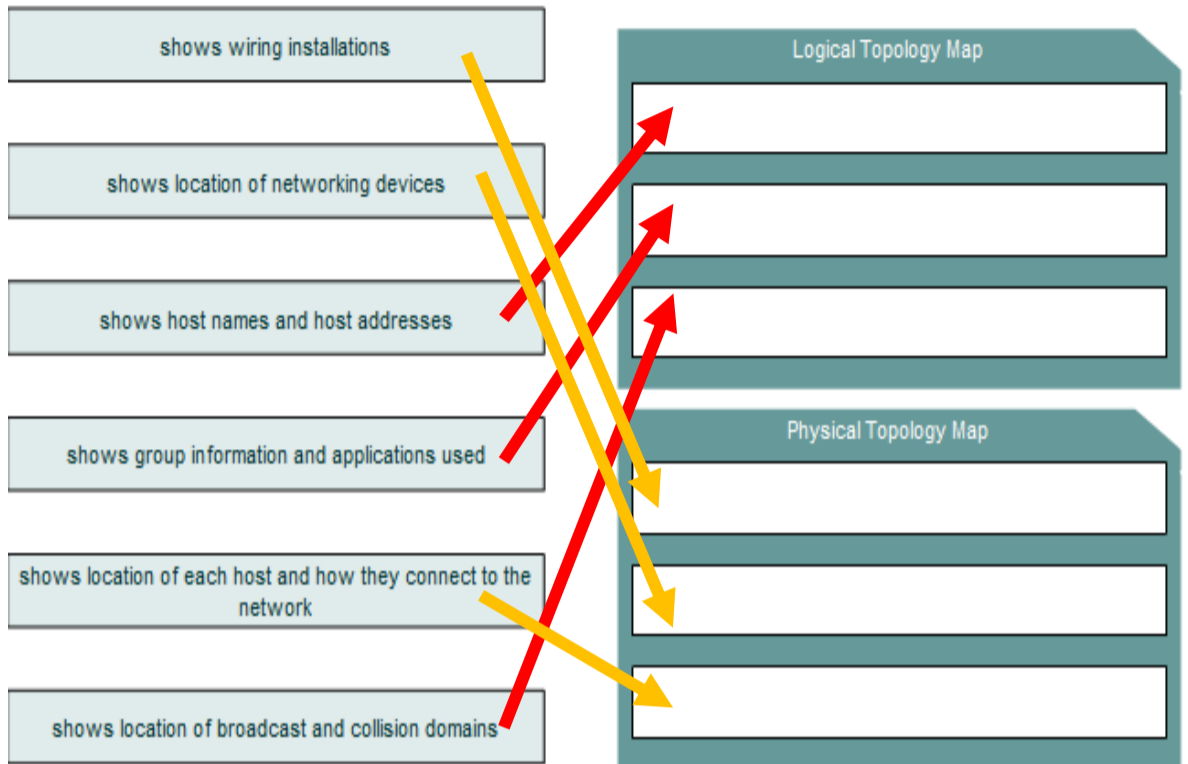 shows wiring installations
shows location of networking devices
shows host names and host addresses
shows group information and applications used
shows location of each host and how they connect to the
network
shows location of broadcast and collision domains
Logical Topology Map
Physical Topology Map